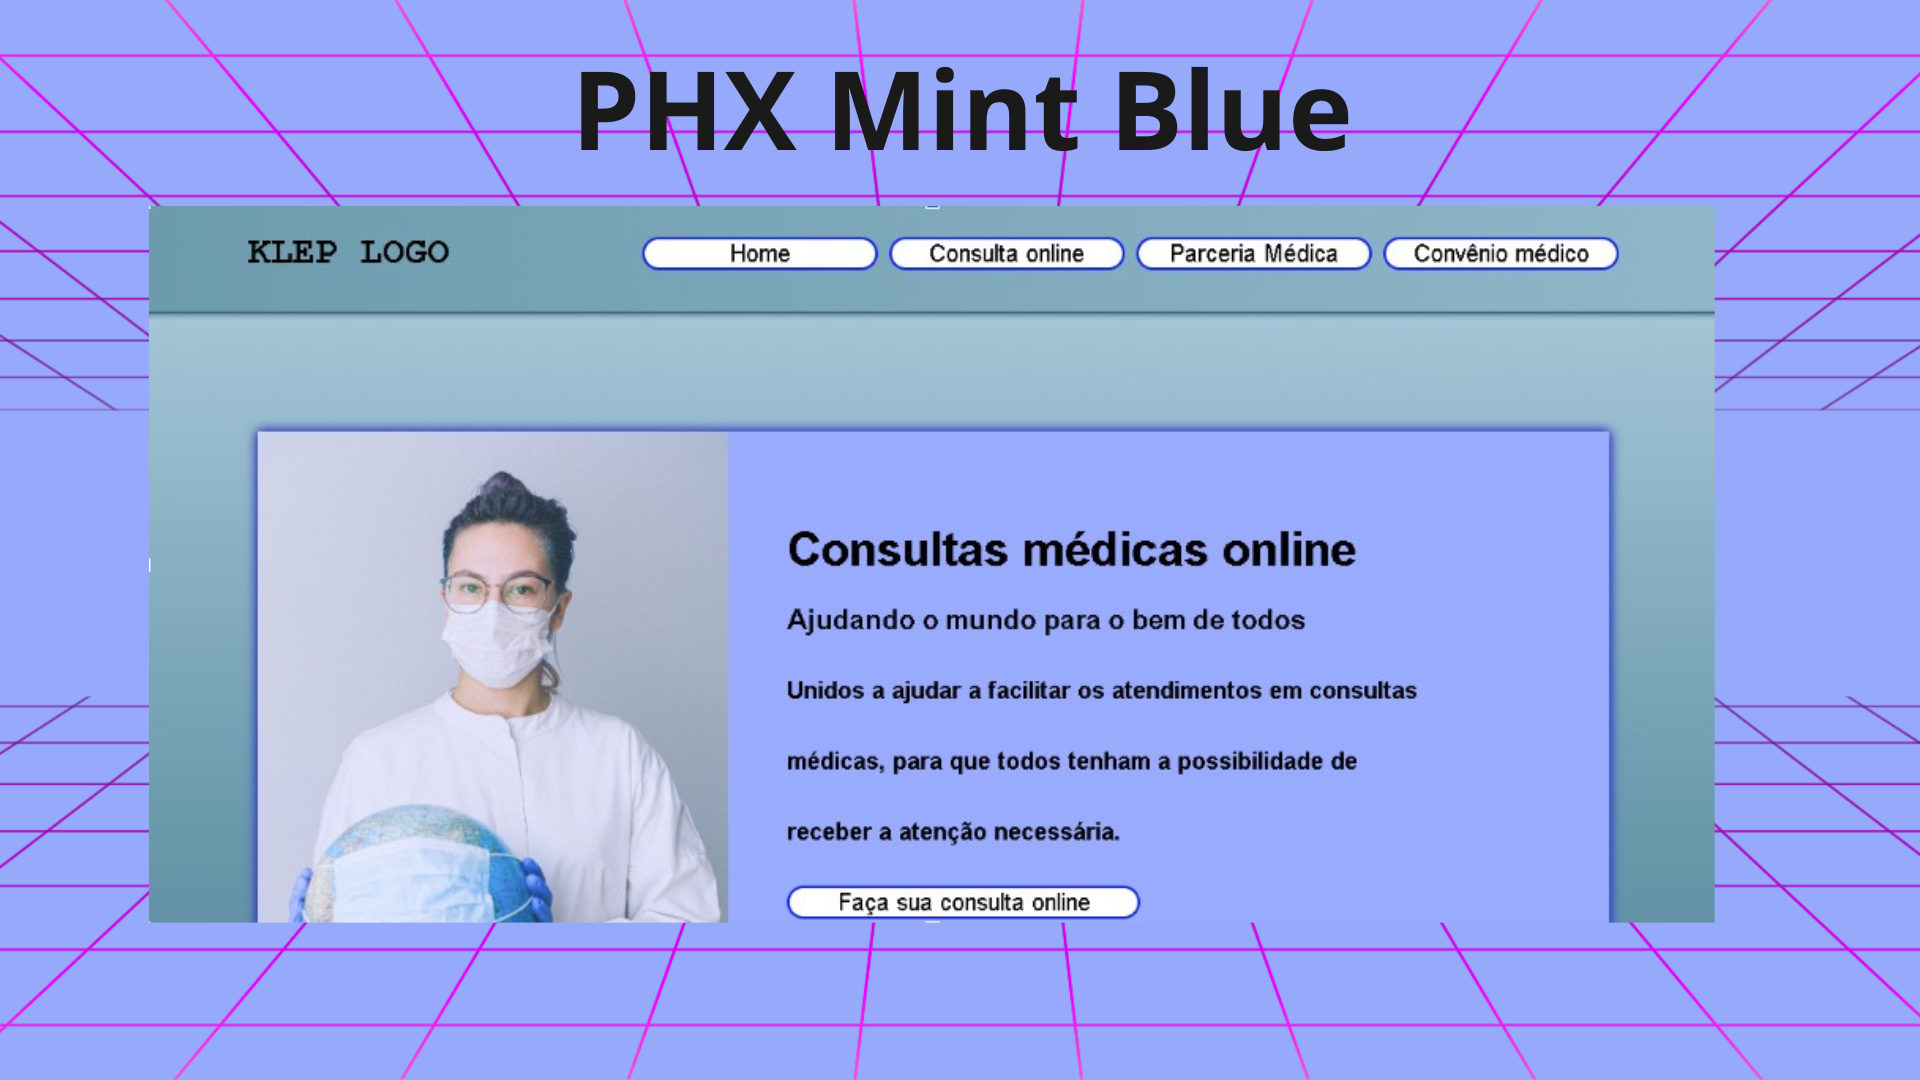 PHX Mint Blue
KLEP LOGO
Home
Consulta online
Parceria Médica
Convênio médico
Consultas médicas online
Ajudando o mundo para o bem de todos
Unidos a ajudar a facilitar os atendimentos em consultas
médicas, para que todos tenham a possibilidade de
receber a atenção necessária.
Faça sua consulta online